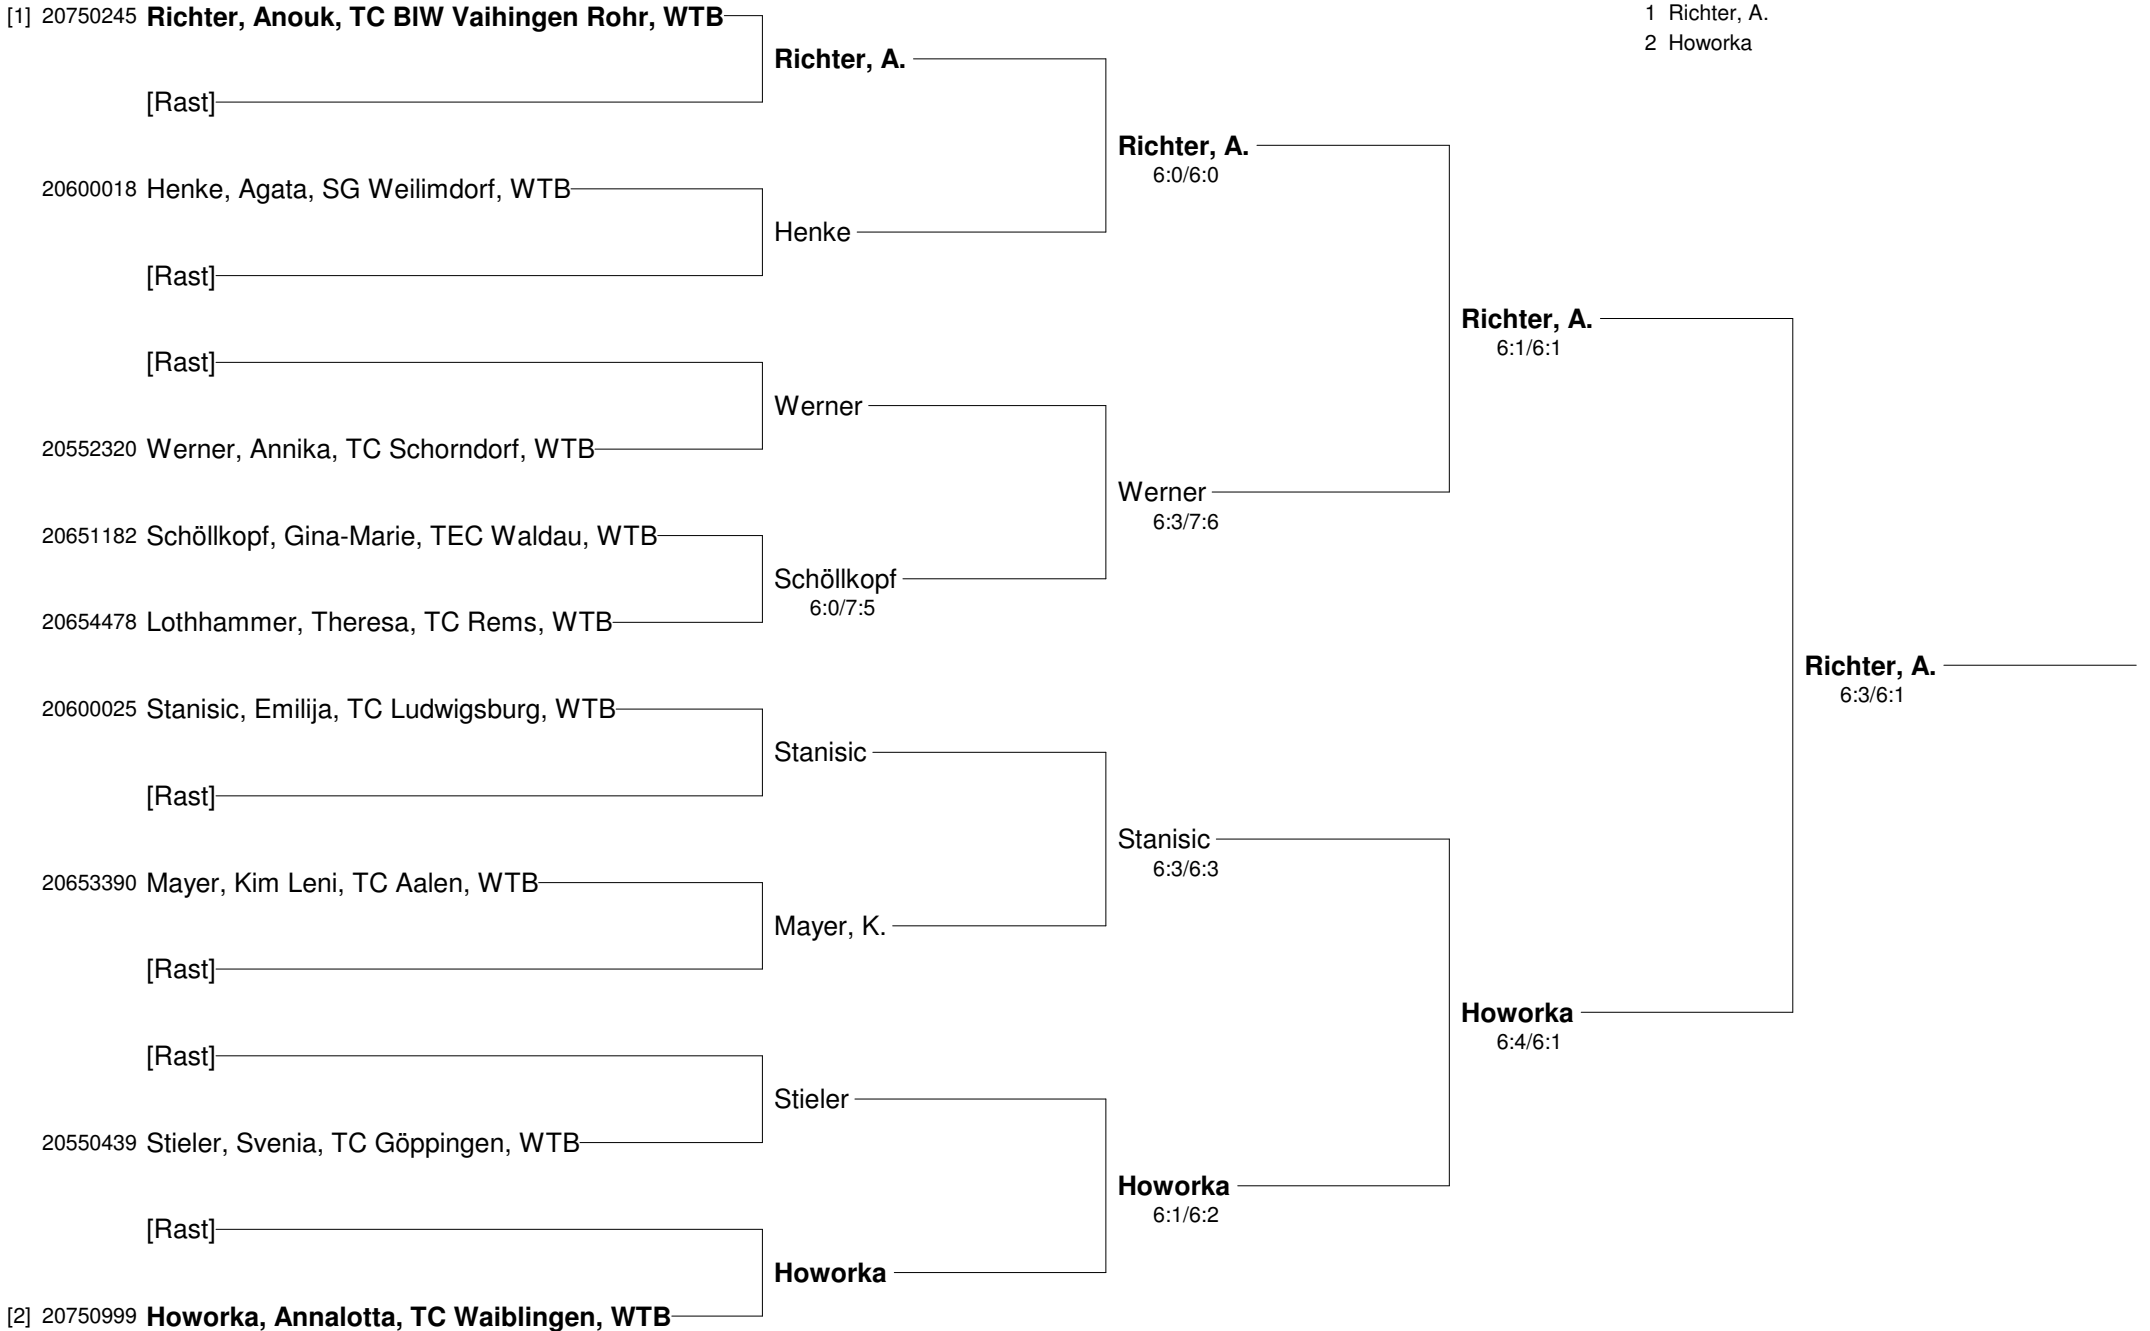 [1] 20750245 Richter, Anouk, TC BlW Vaihingen Rohr, WTB
[Rast]
20600018 Henke, Agata, SG Weilimdorf, WTB
[Rast]
[Rast]
20552320 Werner, Annika, TC Schorndorf, WTB
20651182 Schöllkopf, Gina-Marie, TEC Waldau, WTB
20654478 Lothhammer, Theresa, TC Rems, WTB
20600025 Stanisic, Emilija, TC Ludwigsburg, WTB
[Rast]
20653390 Mayer, Kim Leni, TC Aalen, WTB
[Rast]
[Rast]
20550439 Stieler, Svenia, TC Göppingen, WTB
[Rast]
[2] 20750999 Howorka, Annalotta, TC Waiblingen, WTB
Richter, A.
Henke
Werner
Schöllkopf
6:0/7:5
Stanisic
Mayer, K.
Stieler
Howorka
Richter, A.
6:0/6:0
Werner
6:3/7:6
Stanisic
6:3/6:3
Howorka
6:1/6:2
Richter, A.
6:1/6:1
Howorka
6:4/6:1
Richter, A.
6:3/6:1
1 Richter, A.
2 Howorka